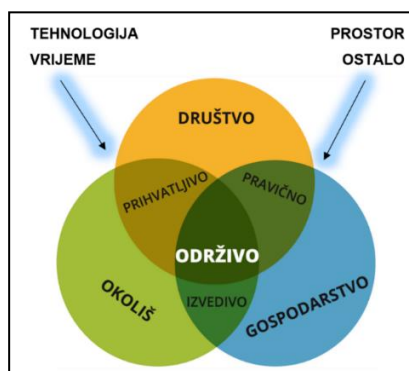 TEHNOLOGIJA
VRIJEME
PROSTOR
OSTALO
DRUŠTVO
PRIHVATLJIVO
PRAVIČNO
ODRŽIVO
OKOLIŠ
IZVEDIVO
GOSPODARSTVO